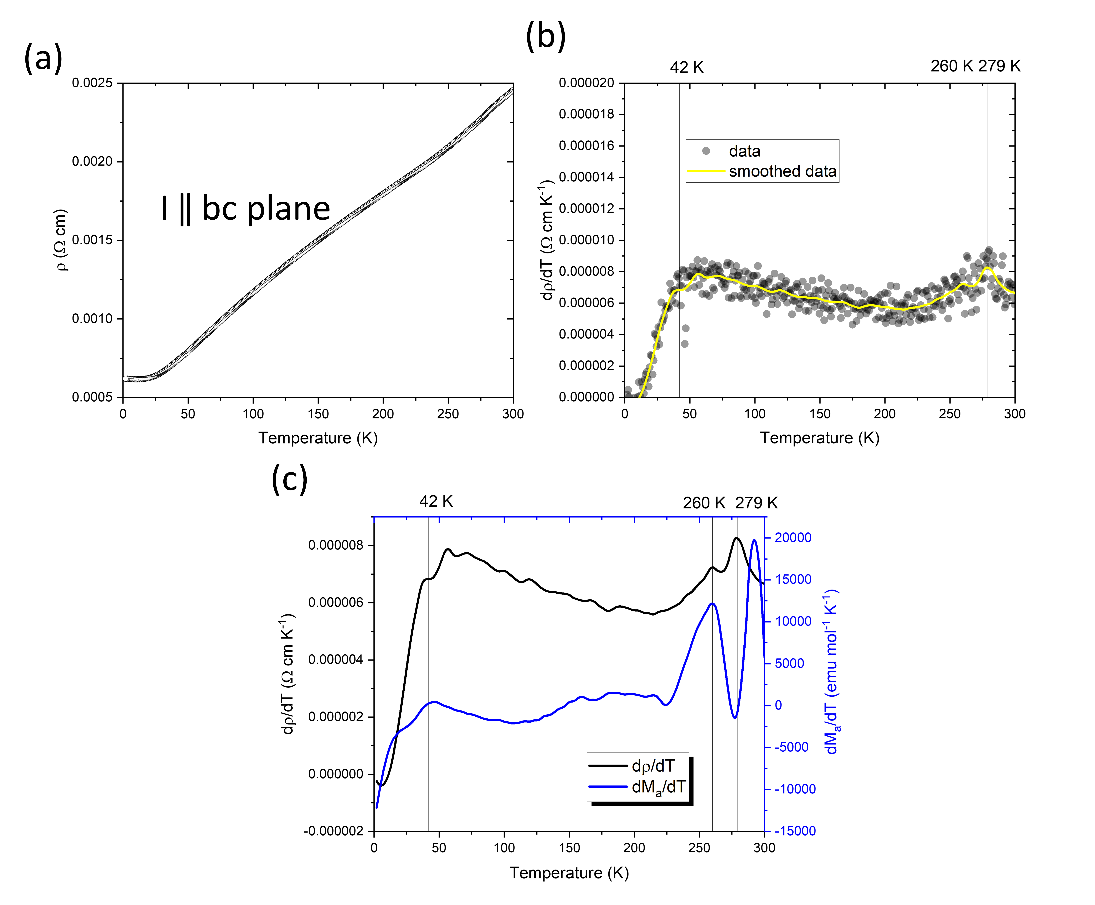 (a)
0.0025
0.0020
0.0015
0.0010
0.0005
ρ (Ω cm)
I ∥ bc plane
0 50 100 150 200 250 300
Temperature (K)
(b)
42 K 260 K 279 K
0.000020
0.000018
0.000016
0.000014
0.000012
0.000010
0.000008
0.000006
0.000004
0.000002
0.000000
dρ/dT (Ω cm K⁻¹)
data
smoothed data
0 50 100 150 200 250 300
Temperature (K)
(c)
42 K 260 K 279 K
0.000008
0.000006
0.000004
0.000002
0.000000
-0.000002
dρ/dT (Ω cm K⁻¹)
20000
15000
10000
5000
0
-5000
-10000
-15000
dMₐ/dT (emu mol⁻¹ K⁻¹)
dρ/dT
dMₐ/dT
0 50 100 150 200 250 300
Temperature (K)